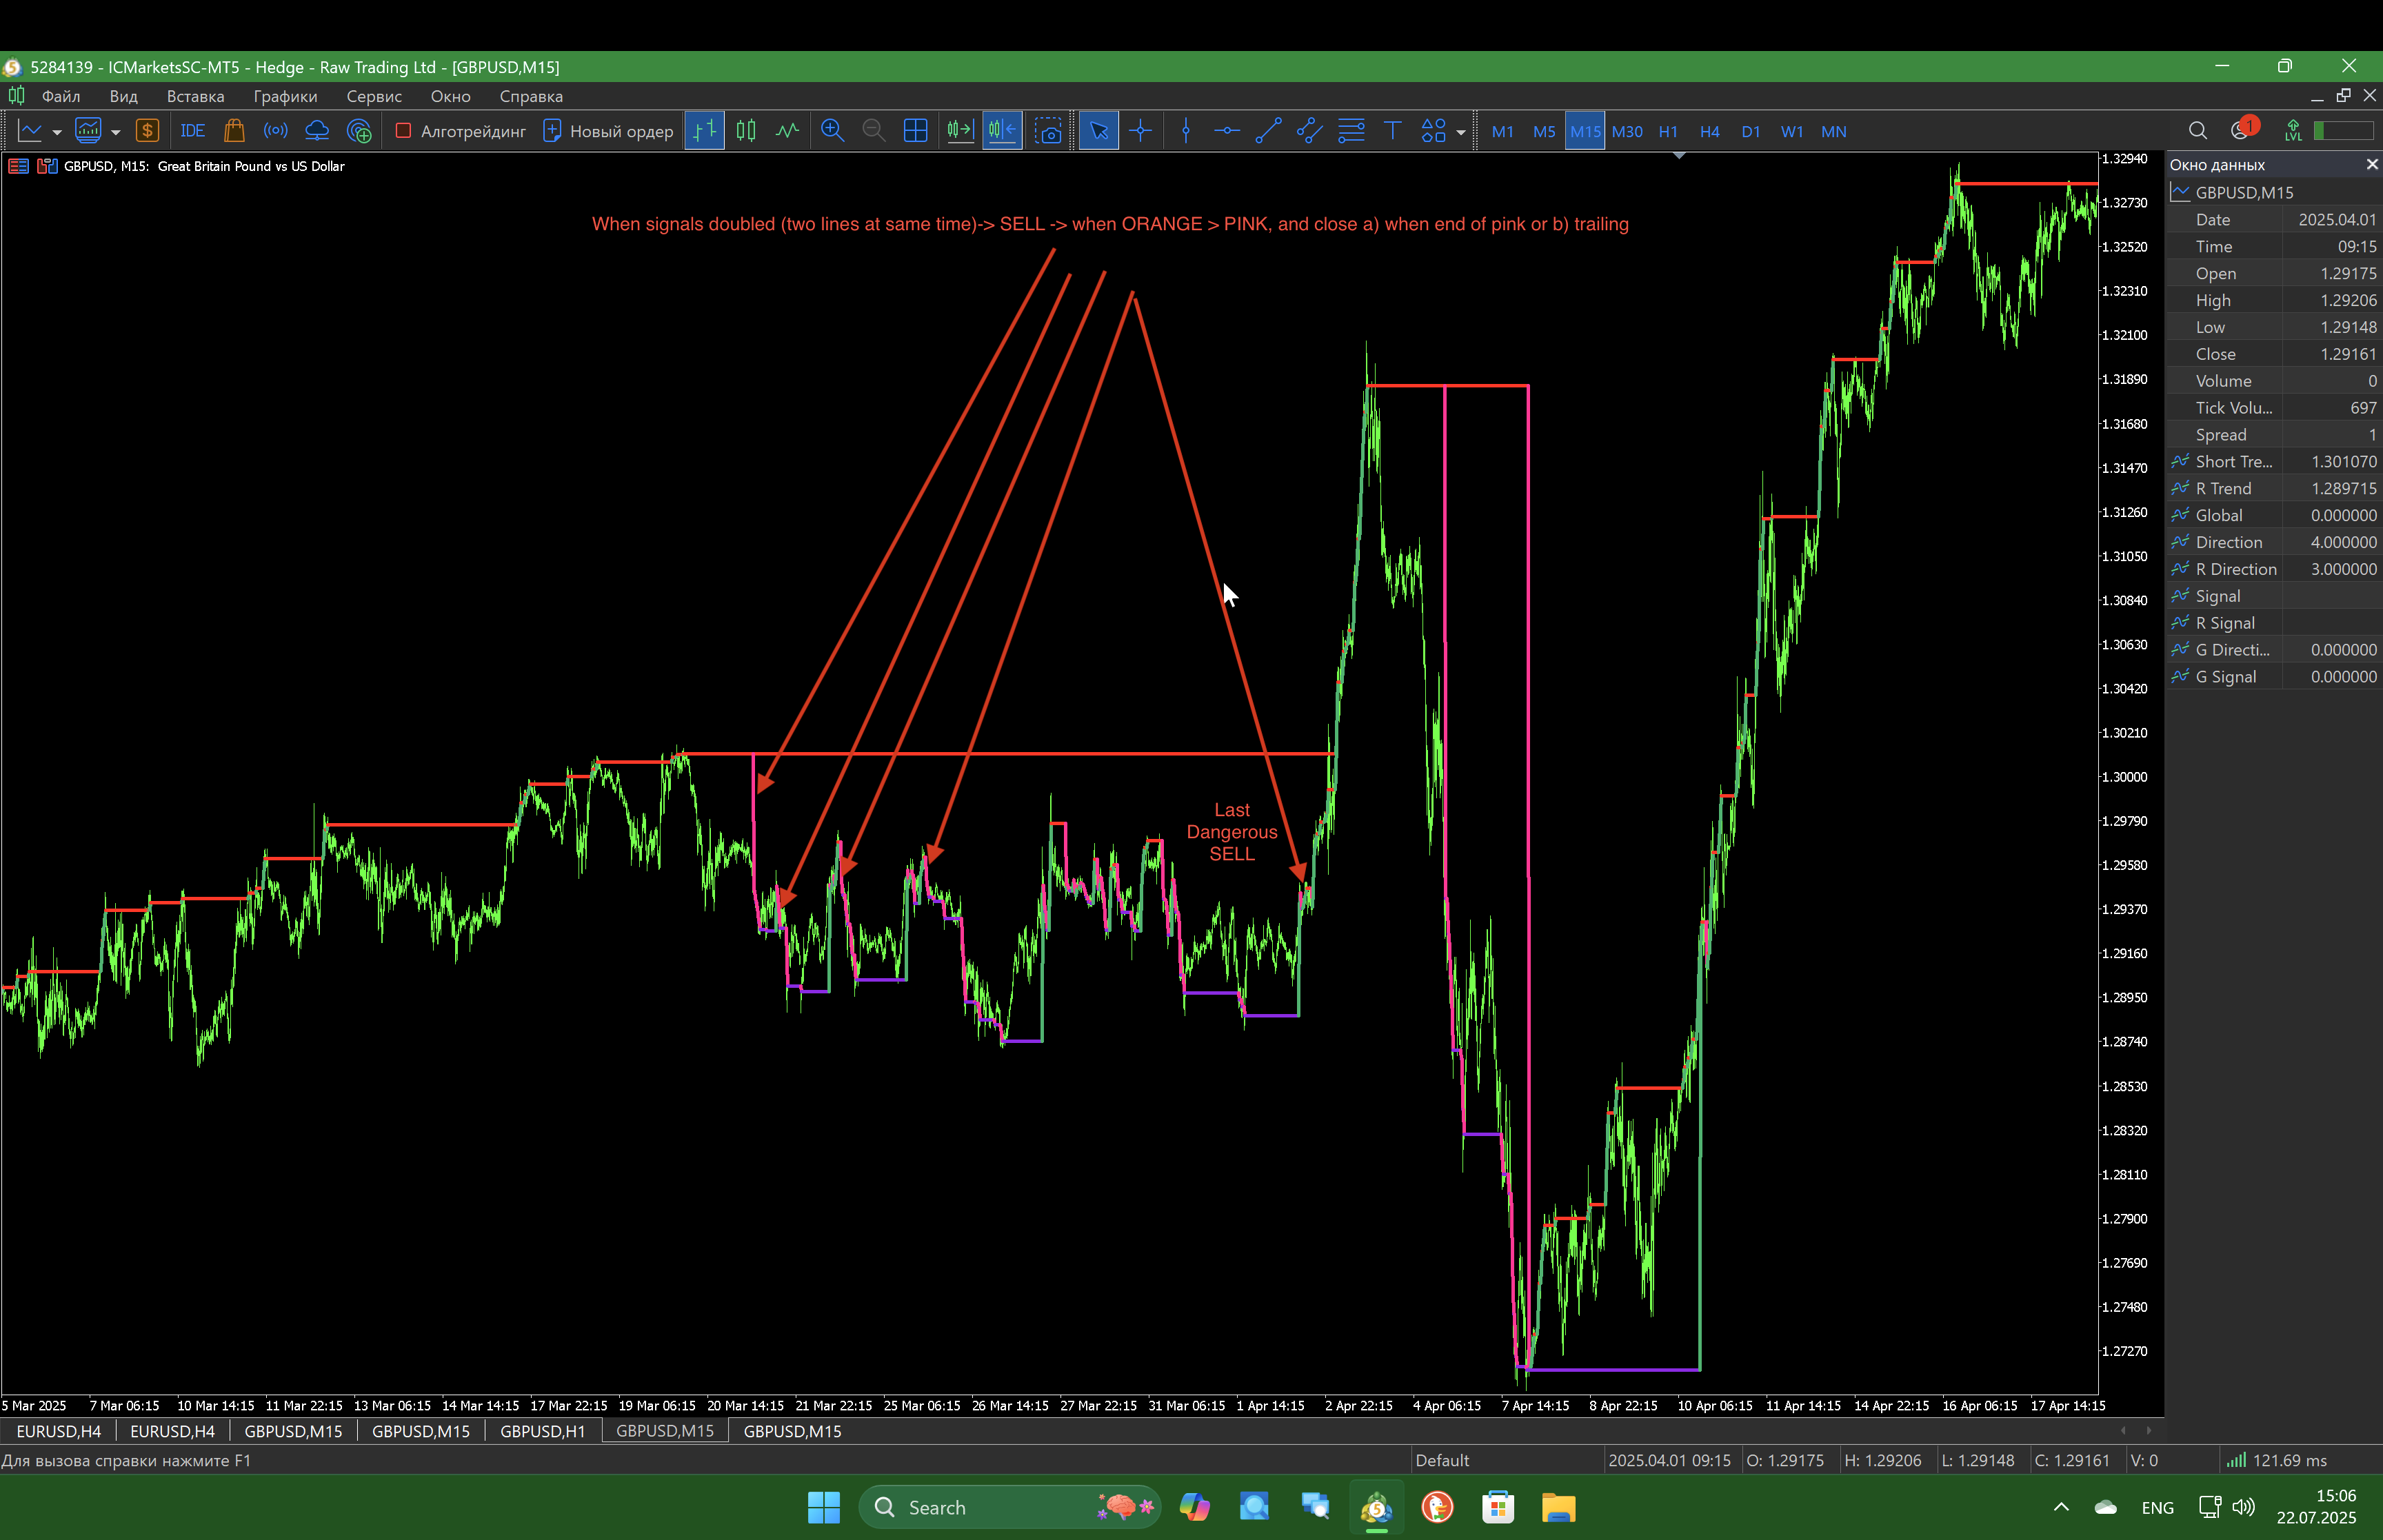 5284139 - ICMarketsSC-MT5 - Hedge - Raw Trading Ltd - [GBPUSD,M15]
Файл Вид Вставка Графики Сервис Окно Справка
IDE Алготрейдинг Новый ордер M1 M5 M15 M30 H1 H4 D1 W1 MN 1 LVL
GBPUSD, M15: Great Britain Pound vs US Dollar
When signals doubled (two lines at same time)-> SELL -> when ORANGE > PINK, and close a) when end of pink or b) trailing
Last
Dangerous
SELL
1.32940
1.32730
1.32520
1.32310
1.32100
1.31890
1.31680
1.31470
1.31260
1.31050
1.30840
1.30630
1.30420
1.30210
1.30000
1.29790
1.29580
1.29370
1.29160
1.28950
1.28740
1.28530
1.28320
1.28110
1.27900
1.27690
1.27480
1.27270
Окно данных
GBPUSD,M15
Date 2025.04.01
Time 09:15
Open 1.29175
High 1.29206
Low 1.29148
Close 1.29161
Volume 0
Tick Volu... 697
Spread 1
Short Tre... 1.301070
R Trend 1.289715
Global 0.000000
Direction 4.000000
R Direction 3.000000
Signal
R Signal
G Directi... 0.000000
G Signal 0.000000
5 Mar 2025 7 Mar 06:15 10 Mar 14:15 11 Mar 22:15 13 Mar 06:15 14 Mar 14:15 17 Mar 22:15 19 Mar 06:15 20 Mar 14:15 21 Mar 22:15 25 Mar 06:15 26 Mar 14:15 27 Mar 22:15 31 Mar 06:15 1 Apr 14:15 2 Apr 22:15 4 Apr 06:15 7 Apr 14:15 8 Apr 22:15 10 Apr 06:15 11 Apr 14:15 14 Apr 22:15 16 Apr 06:15 17 Apr 14:15
EURUSD,H4 EURUSD,H4 GBPUSD,M15 GBPUSD,M15 GBPUSD,H1 GBPUSD,M15 GBPUSD,M15
Для вызова справки нажмите F1 Default 2025.04.01 09:15 O: 1.29175 H: 1.29206 L: 1.29148 C: 1.29161 V: 0 121.69 ms
Search ENG 15:06
22.07.2025